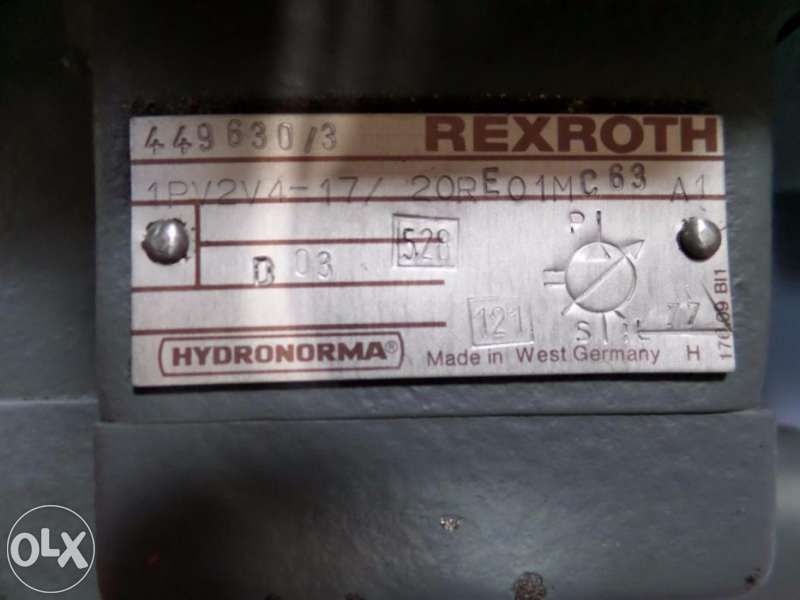 449630/3 REXROTH
1PV2V4-17/ 20RE01MC63 A1
528
D 03
P
121
S L 77
HYDRONORMA® Made in West Germany H
OLX